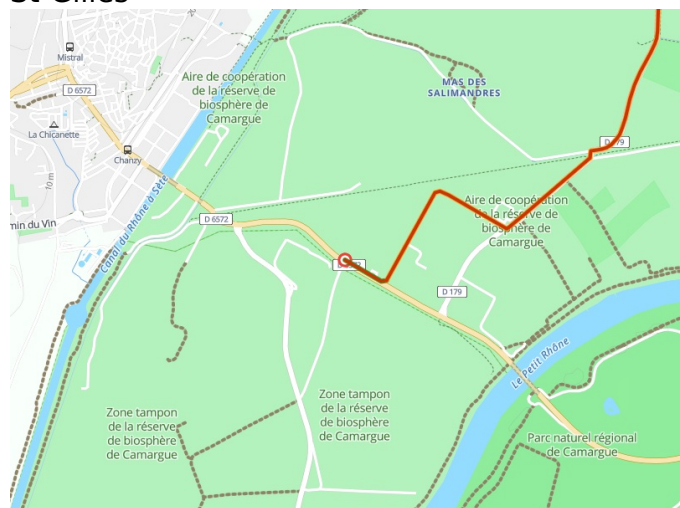 St Gilles
Mistral
D 6572
La Chicanette
Chanzy
Aire de coopération
de la réserve de
biosphère de
Camargue
MAS DES
SALIMANDRES
10 m
min du Vin
Canal du Rhône à Sète
D 6572
Aire de coopération
de la réserve de
biosphère de
Camargue
D 179
Le Petit Rhône
Zone tampon
de la réserve
de biosphère
de Camargue
Zone tampon
de la réserve
de biosphère
de Camargue
Parc naturel régional
de Camargue